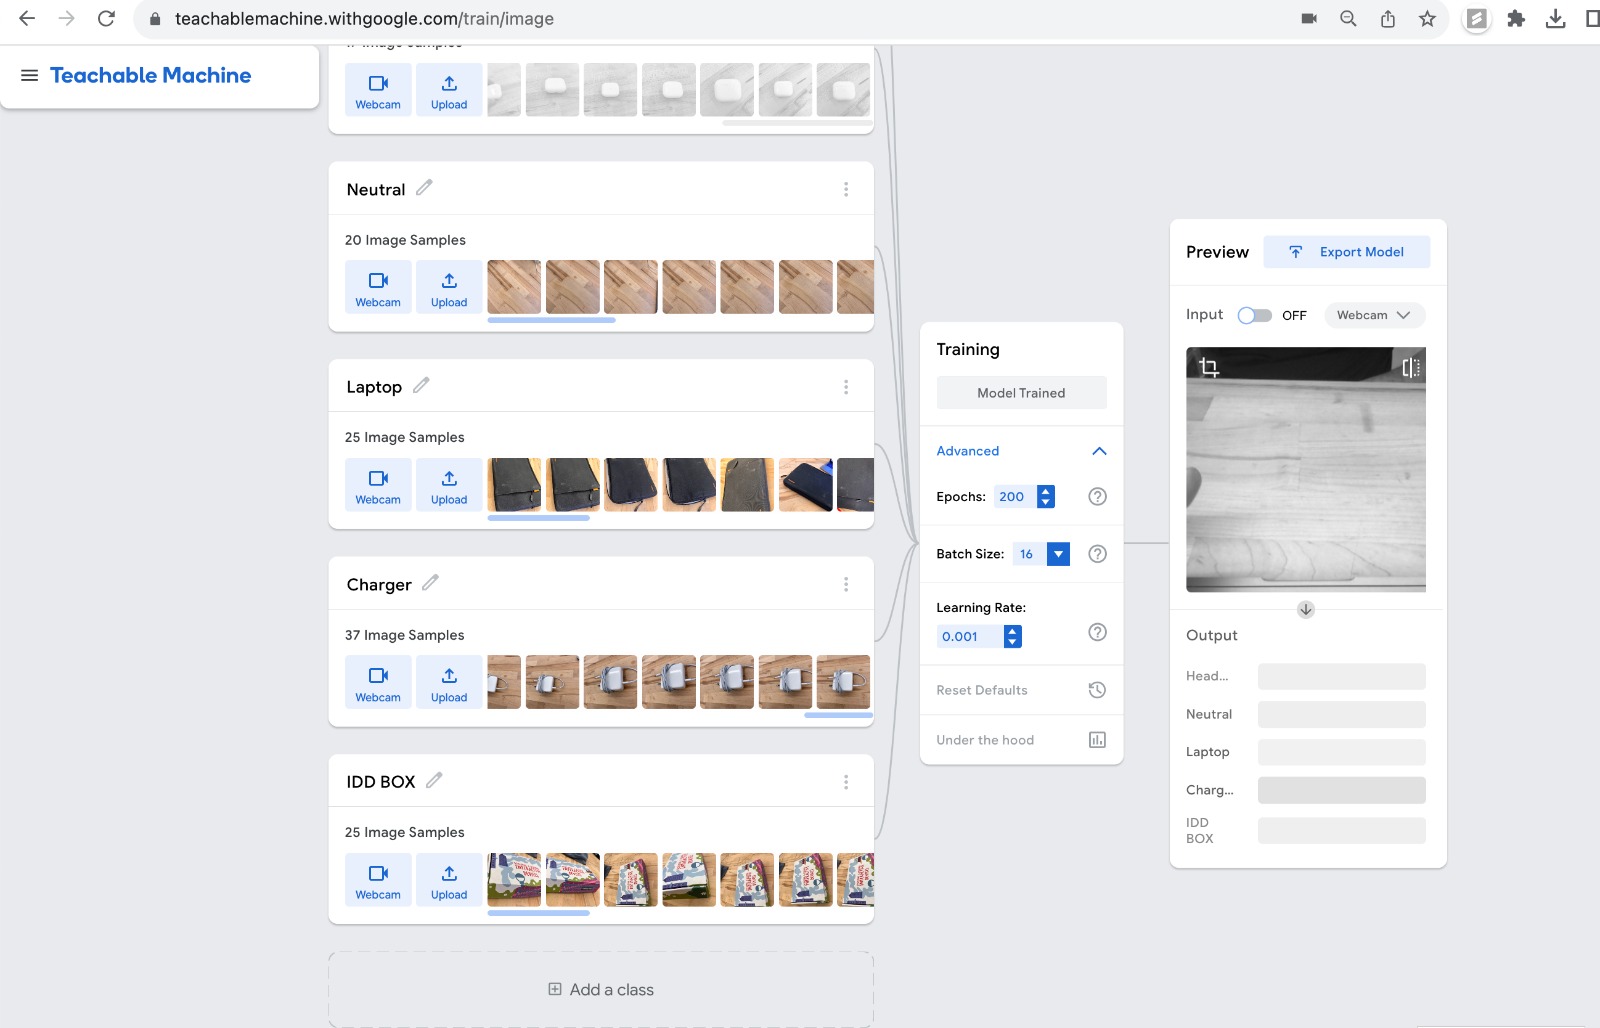 teachablemachine.withgoogle.com/train/image
Teachable Machine
Image Samples
Webcam
Upload
Neutral
20 Image Samples
Webcam
Upload
Laptop
25 Image Samples
Webcam
Upload
Charger
37 Image Samples
Webcam
Upload
IDD BOX
25 Image Samples
Webcam
Upload
Add a class
Training
Model Trained
Advanced
Epochs: 200
Batch Size: 16
Learning Rate:
0.001
Reset Defaults
Under the hood
Preview
Export Model
Input OFF Webcam
Output
Head...
Neutral
Laptop
Charg...
IDD
BOX